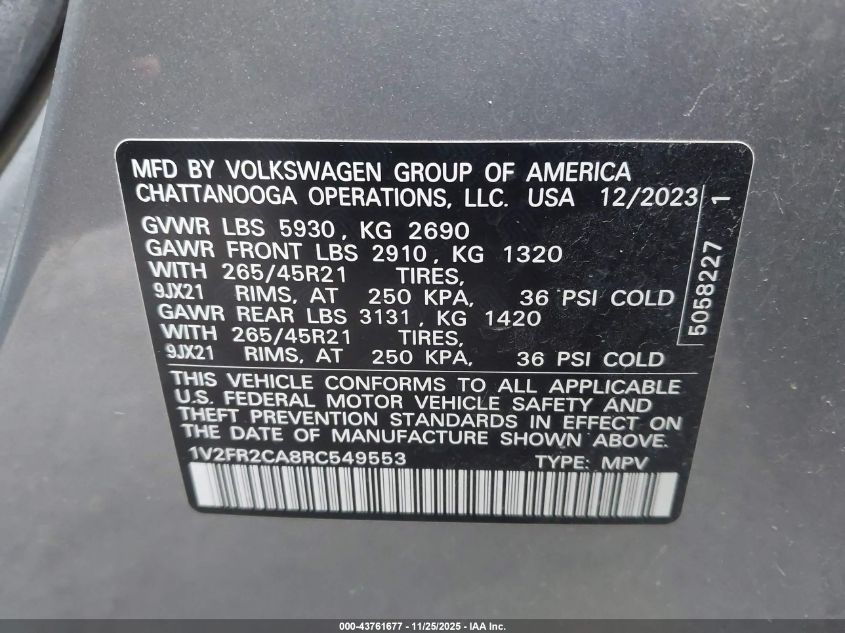 MFD BY VOLKSWAGEN GROUP OF AMERICA
CHATTANOOGA OPERATIONS, LLC. USA 12/2023
GVWR LBS 5930, KG 2690
GAWR FRONT LBS 2910, KG 1320
WITH 265/45R21 TIRES,
9JX21 RIMS, AT 250 KPA, 36 PSI COLD
GAWR REAR LBS 3131, KG 1420
WITH 265/45R21 TIRES,
9JX21 RIMS, AT 250 KPA, 36 PSI COLD
THIS VEHICLE CONFORMS TO ALL APPLICABLE
U.S. FEDERAL MOTOR VEHICLE SAFETY AND
THEFT PREVENTION STANDARDS IN EFFECT ON
THE DATE OF MANUFACTURE SHOWN ABOVE.
1V2FR2CA8RC549553 TYPE: MPV
5058227 1
000-43761677 - 11/25/2025 - IAA Inc.